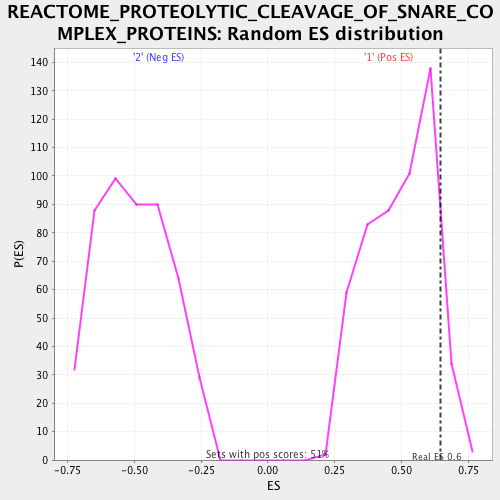 REACTOME_PROTEOLYTIC_CLEAVAGE_OF_SNARE_CO
MPLEX_PROTEINS: Random ES distribution
'2' (Neg ES)
'1' (Pos ES)
140
130
120
110
100
90
80
70
60
50
40
30
20
10
0
P(ES)
Sets with pos scores: 51%
Real ES 0.6
-0.75
-0.50
-0.25
0.00
0.25
0.50
0.75
ES